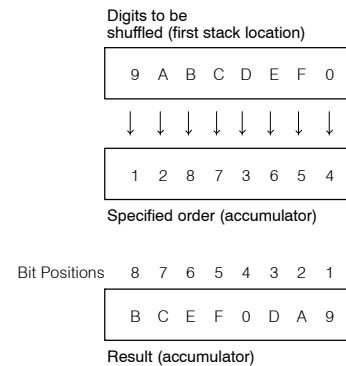 Digits to be
shuffled (first stack location)
9 A B C D E F 0
1 2 8 7 3 6 5 4
Specified order (accumulator)
Bit Positions 8 7 6 5 4 3 2 1
B C E F 0 D A 9
Result (accumulator)